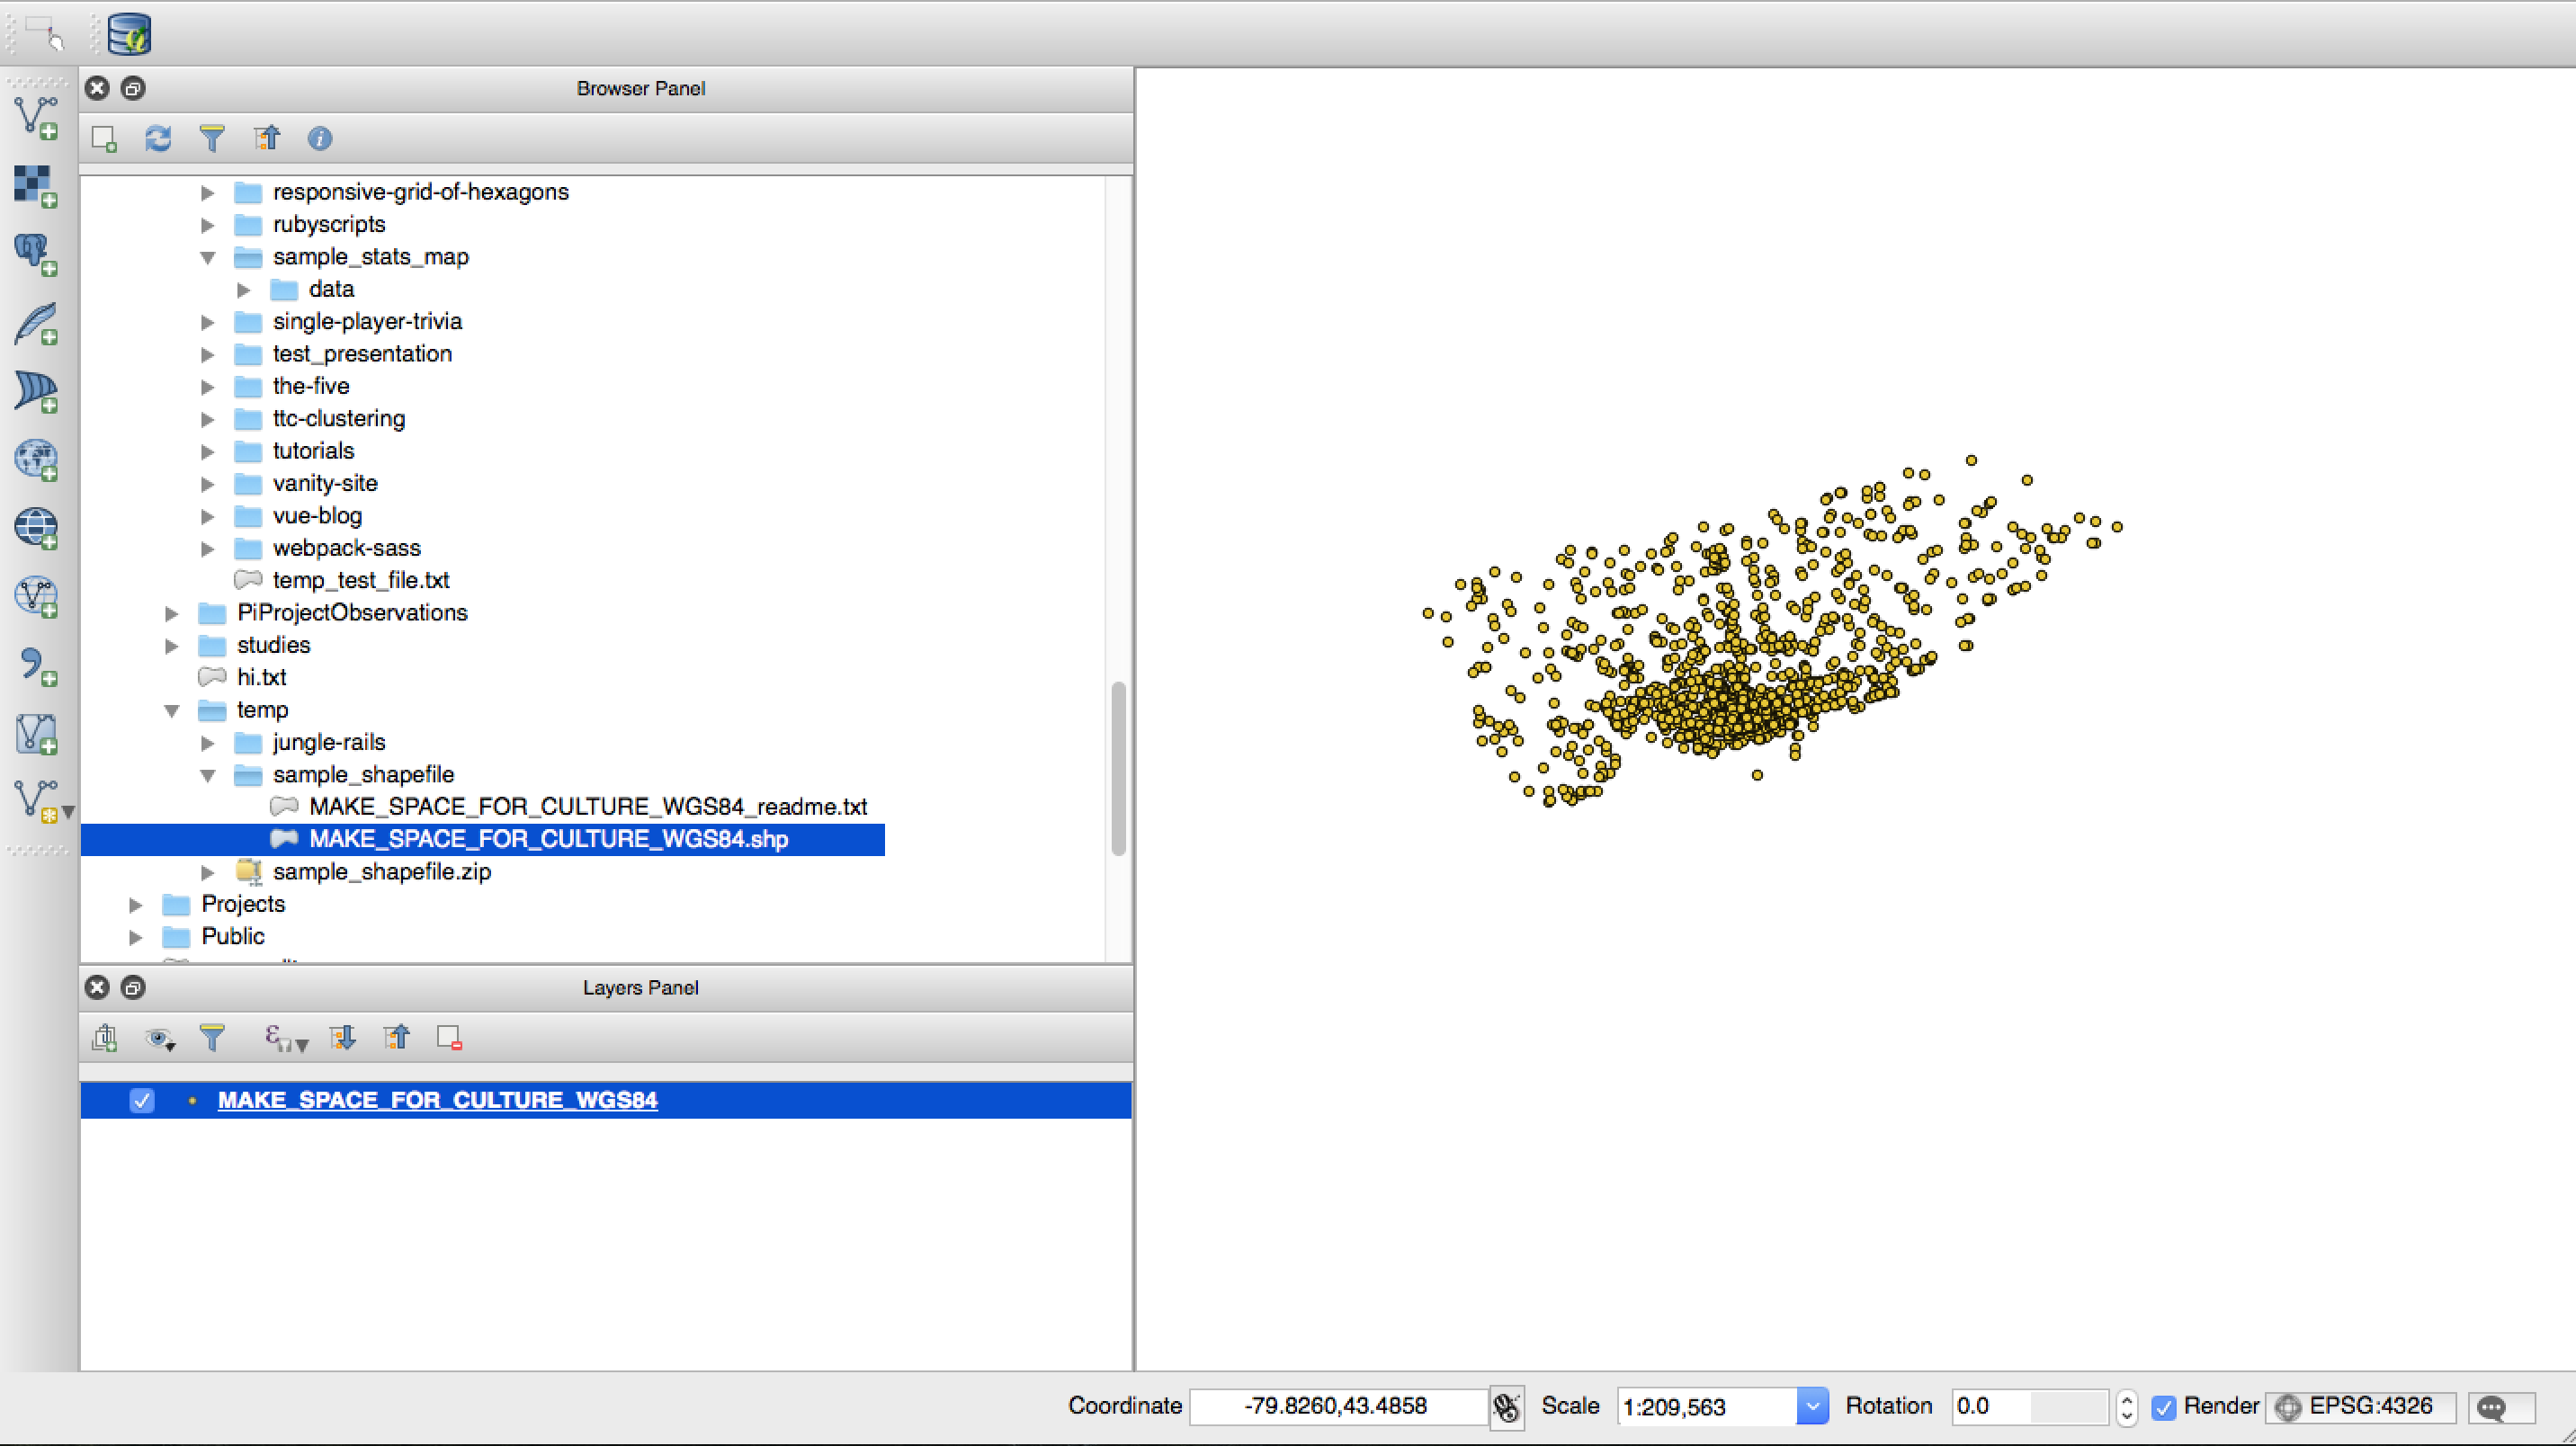 Browser Panel
responsive-grid-of-hexagons
rubyscripts
sample_stats_map
data
single-player-trivia
test_presentation
the-five
ttc-clustering
tutorials
vanity-site
vue-blog
webpack-sass
temp_test_file.txt
PiProjectObservations
studies
hi.txt
temp
jungle-rails
sample_shapefile
MAKE_SPACE_FOR_CULTURE_WGS84_readme.txt
MAKE_SPACE_FOR_CULTURE_WGS84.shp
sample_shapefile.zip
Projects
Public
Layers Panel
MAKE_SPACE_FOR_CULTURE_WGS84
Coordinate -79.8260,43.4858 Scale 1:209,563 Rotation 0.0 Render EPSG:4326